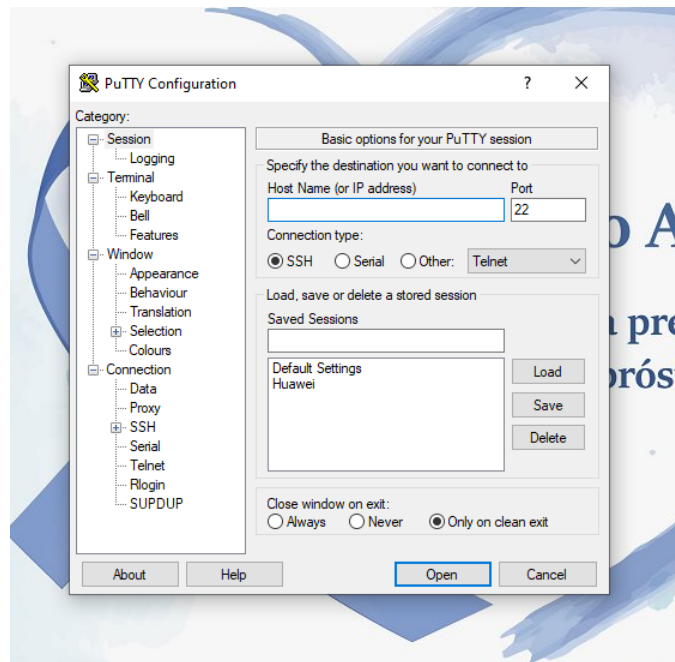 PuTTY Configuration
?
Category:
Session
Logging
Terminal
Keyboard
Bell
Features
Window
Appearance
Behaviour
Translation
Selection
Colours
Connection
Data
Proxy
SSH
Serial
Telnet
Rlogin
SUPDUP
Basic options for your PuTTY session
Specify the destination you want to connect to
Host Name (or IP address)
Port
22
Connection type:
SSH
Serial
Other:
Telnet
Load, save or delete a stored session
Saved Sessions
Default Settings
Huawei
Load
Save
Delete
Close window on exit:
Always
Never
Only on clean exit
About
Help
Open
Cancel